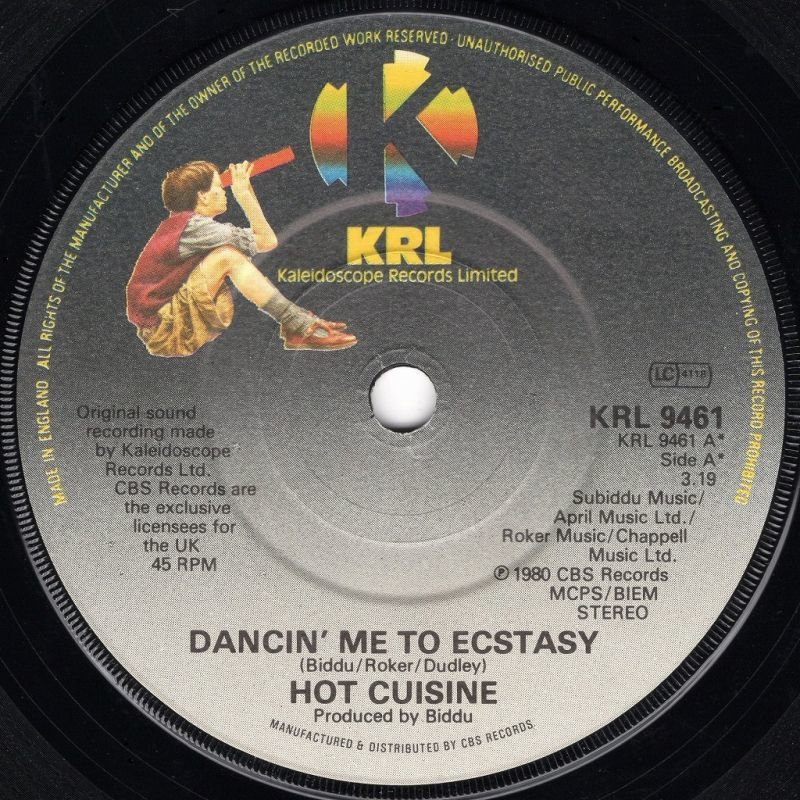 MADE IN ENGLAND ALL RIGHTS OF THE MANUFACTURER AND OF THE OWNER OF THE RECORDED WORK RESERVED · UNAUTHORISED PUBLIC PERFORMANCE BROADCASTING AND COPYING OF THIS RECORD PROHIBITED
K
KRL
Kaleidoscope Records Limited
LC 4118
Original sound
recording made
by Kaleidoscope
Records Ltd.
CBS Records are
the exclusive
licensees for
the UK
45 RPM
KRL 9461
KRL 9461 A*
Side A*
3.19
Subiddu Music/
April Music Ltd./
Roker Music/Chappell
Music Ltd.
℗ 1980 CBS Records
MCPS/BIEM
STEREO
DANCIN' ME TO ECSTASY
(Biddu/Roker/Dudley)
HOT CUISINE
Produced by Biddu
MANUFACTURED & DISTRIBUTED BY CBS RECORDS